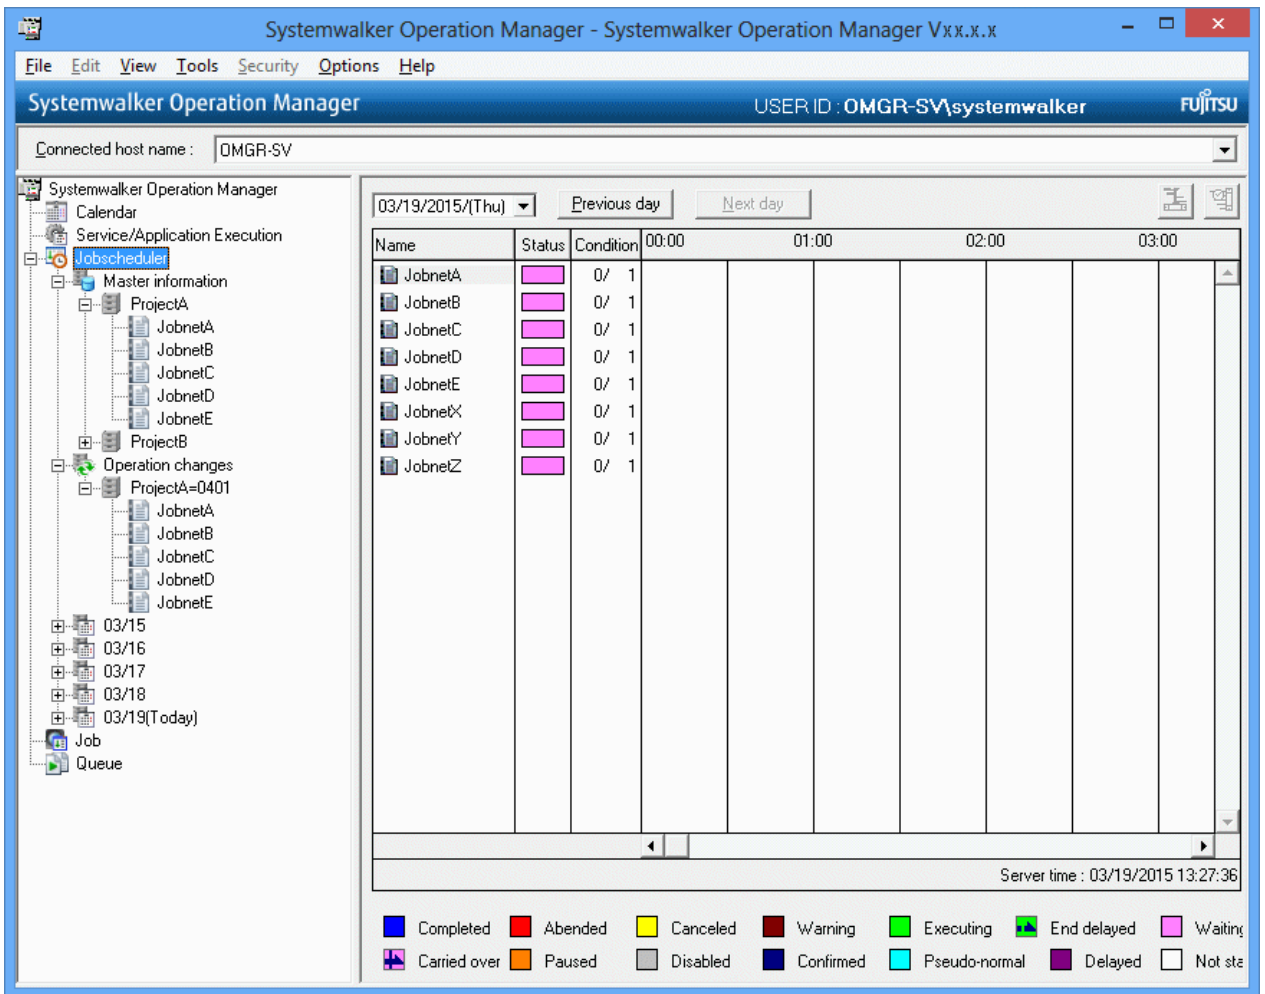 Systemwalker Operation Manager - Systemwalker Operation Manager Vxx.x.x
File Edit View Tools Security Options Help
Systemwalker Operation Manager USER ID : OMGR-SV\systemwalker FUJITSU
Connected host name : OMGR-SV
Systemwalker Operation Manager
Calendar
Service/Application Execution
Jobscheduler
Master information
ProjectA
JobnetA
JobnetB
JobnetC
JobnetD
JobnetE
ProjectB
Operation changes
ProjectA=0401
JobnetA
JobnetB
JobnetC
JobnetD
JobnetE
03/15
03/16
03/17
03/18
03/19(Today)
Job
Queue
03/19/2015/(Thu) Previous day Next day
Name Status Condition 00:00 01:00 02:00 03:00
JobnetA 0/ 1
JobnetB 0/ 1
JobnetC 0/ 1
JobnetD 0/ 1
JobnetE 0/ 1
JobnetX 0/ 1
JobnetY 0/ 1
JobnetZ 0/ 1
Server time : 03/19/2015 13:27:36
Completed Abended Canceled Warning Executing End delayed Waiting
Carried over Paused Disabled Confirmed Pseudo-normal Delayed Not sta